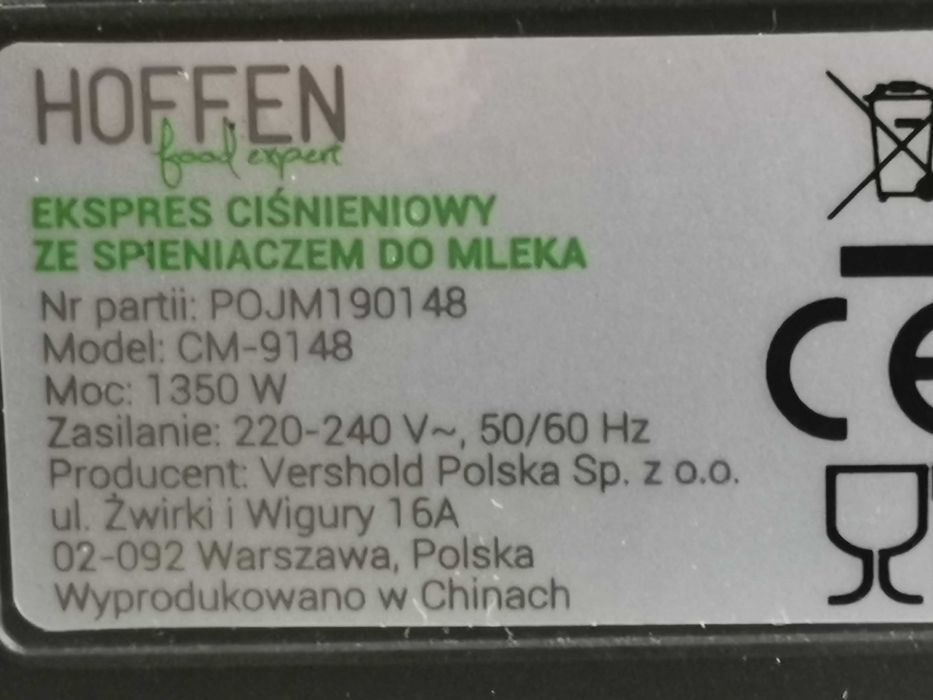 HOFFEN
food expert
EKSPRES CIŚNIENIOWY
ZE SPIENIACZEM DO MLEKA
Nr partii: POJM190148
Model: CM-9148
Moc: 1350 W
Zasilanie: 220-240 V~, 50/60 Hz
Producent: Vershold Polska Sp. z o.o.
ul. Żwirki i Wigury 16A
02-092 Warszawa, Polska
Wyprodukowano w Chinach
CE